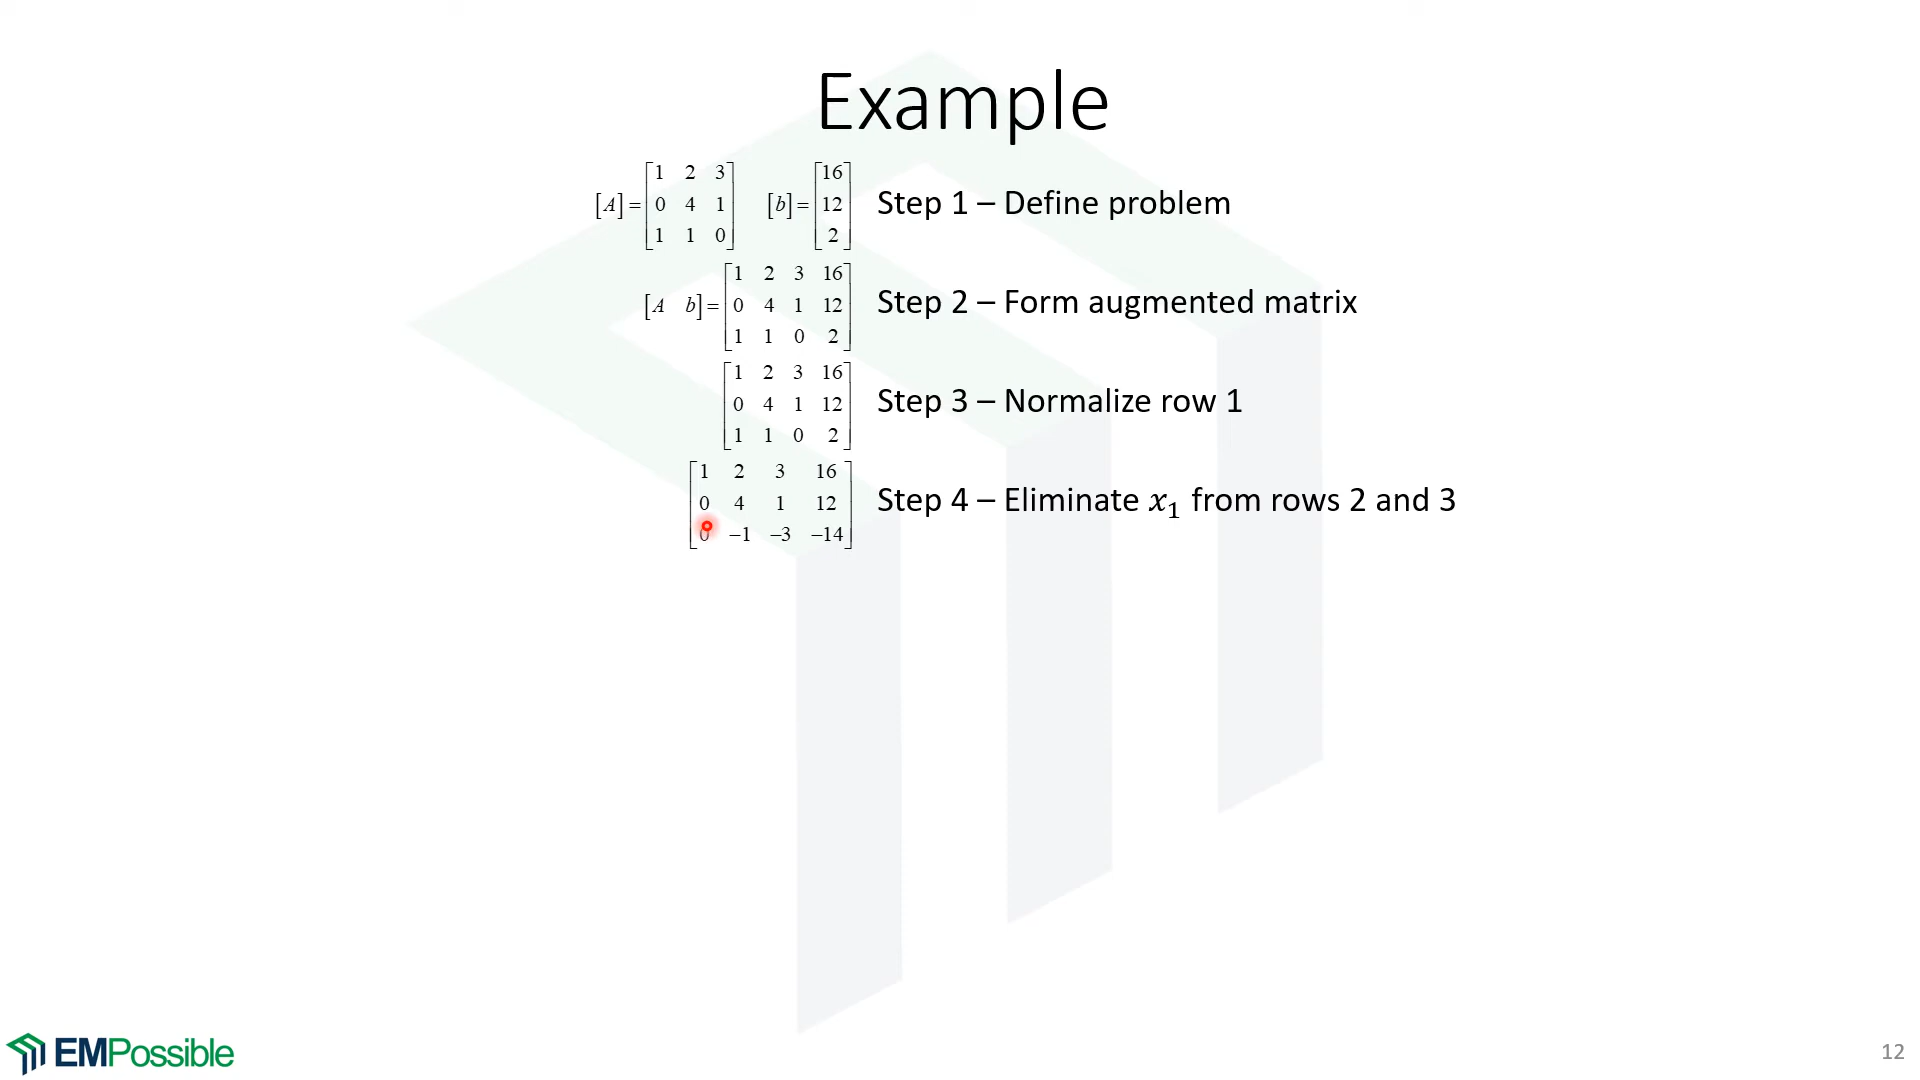 Example
[A] = [1 2 3; 0 4 1; 1 1 0] [b] = [16; 12; 2] Step 1 – Define problem
[A b] = [1 2 3 16; 0 4 1 12; 1 1 0 2] Step 2 – Form augmented matrix
[1 2 3 16; 0 4 1 12; 1 1 0 2] Step 3 – Normalize row 1
[1 2 3 16; 0 4 1 12; 0 −1 −3 −14] Step 4 – Eliminate x₁ from rows 2 and 3
EMPossible
12